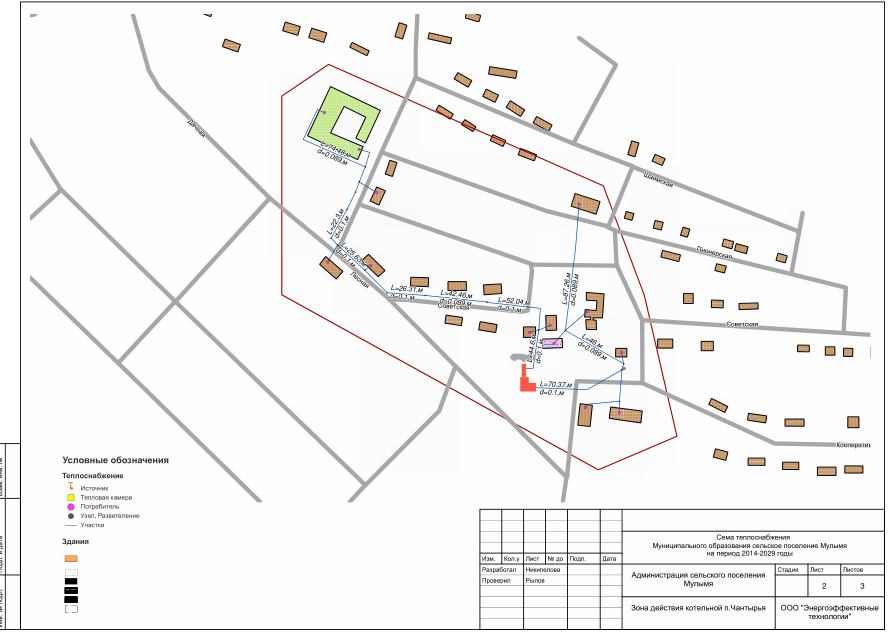 Дачная
Шаимская
Пионерская
L=74.48,м
d=0.089,м
L=22.3,м
d=0.1,м
L=25.63,м
d=0.1,м
Лесная
L=26.31,м
d=0.1,м
L=42.46,м
d=0.089,м
L=52.04,м
d=0.1,м
Советская
L=87.26,м
d=0.089,м
L=46,м
d=0.089,м
Советская
d=0.1,м
L=70.37,м
d=0.1,м
Условные обозначения
Теплоснабжение
Источник
Тепловая камера
Потребитель
Узел, Разветвление
Участки
Здания
Сема теплоснабжения
Муниципального образования сельское поселение Мулымя
на период 2014-2029 годы
Изм. Кол.у Лист № до Подп. Дата
Разработал Никипелова
Проверил Рылов
Администрация сельского поселения
Мулымя
Стадия Лист Листов
2 3
Зона действия котельной п.Чантырья
ООО "Энергоэффективные
технологии"